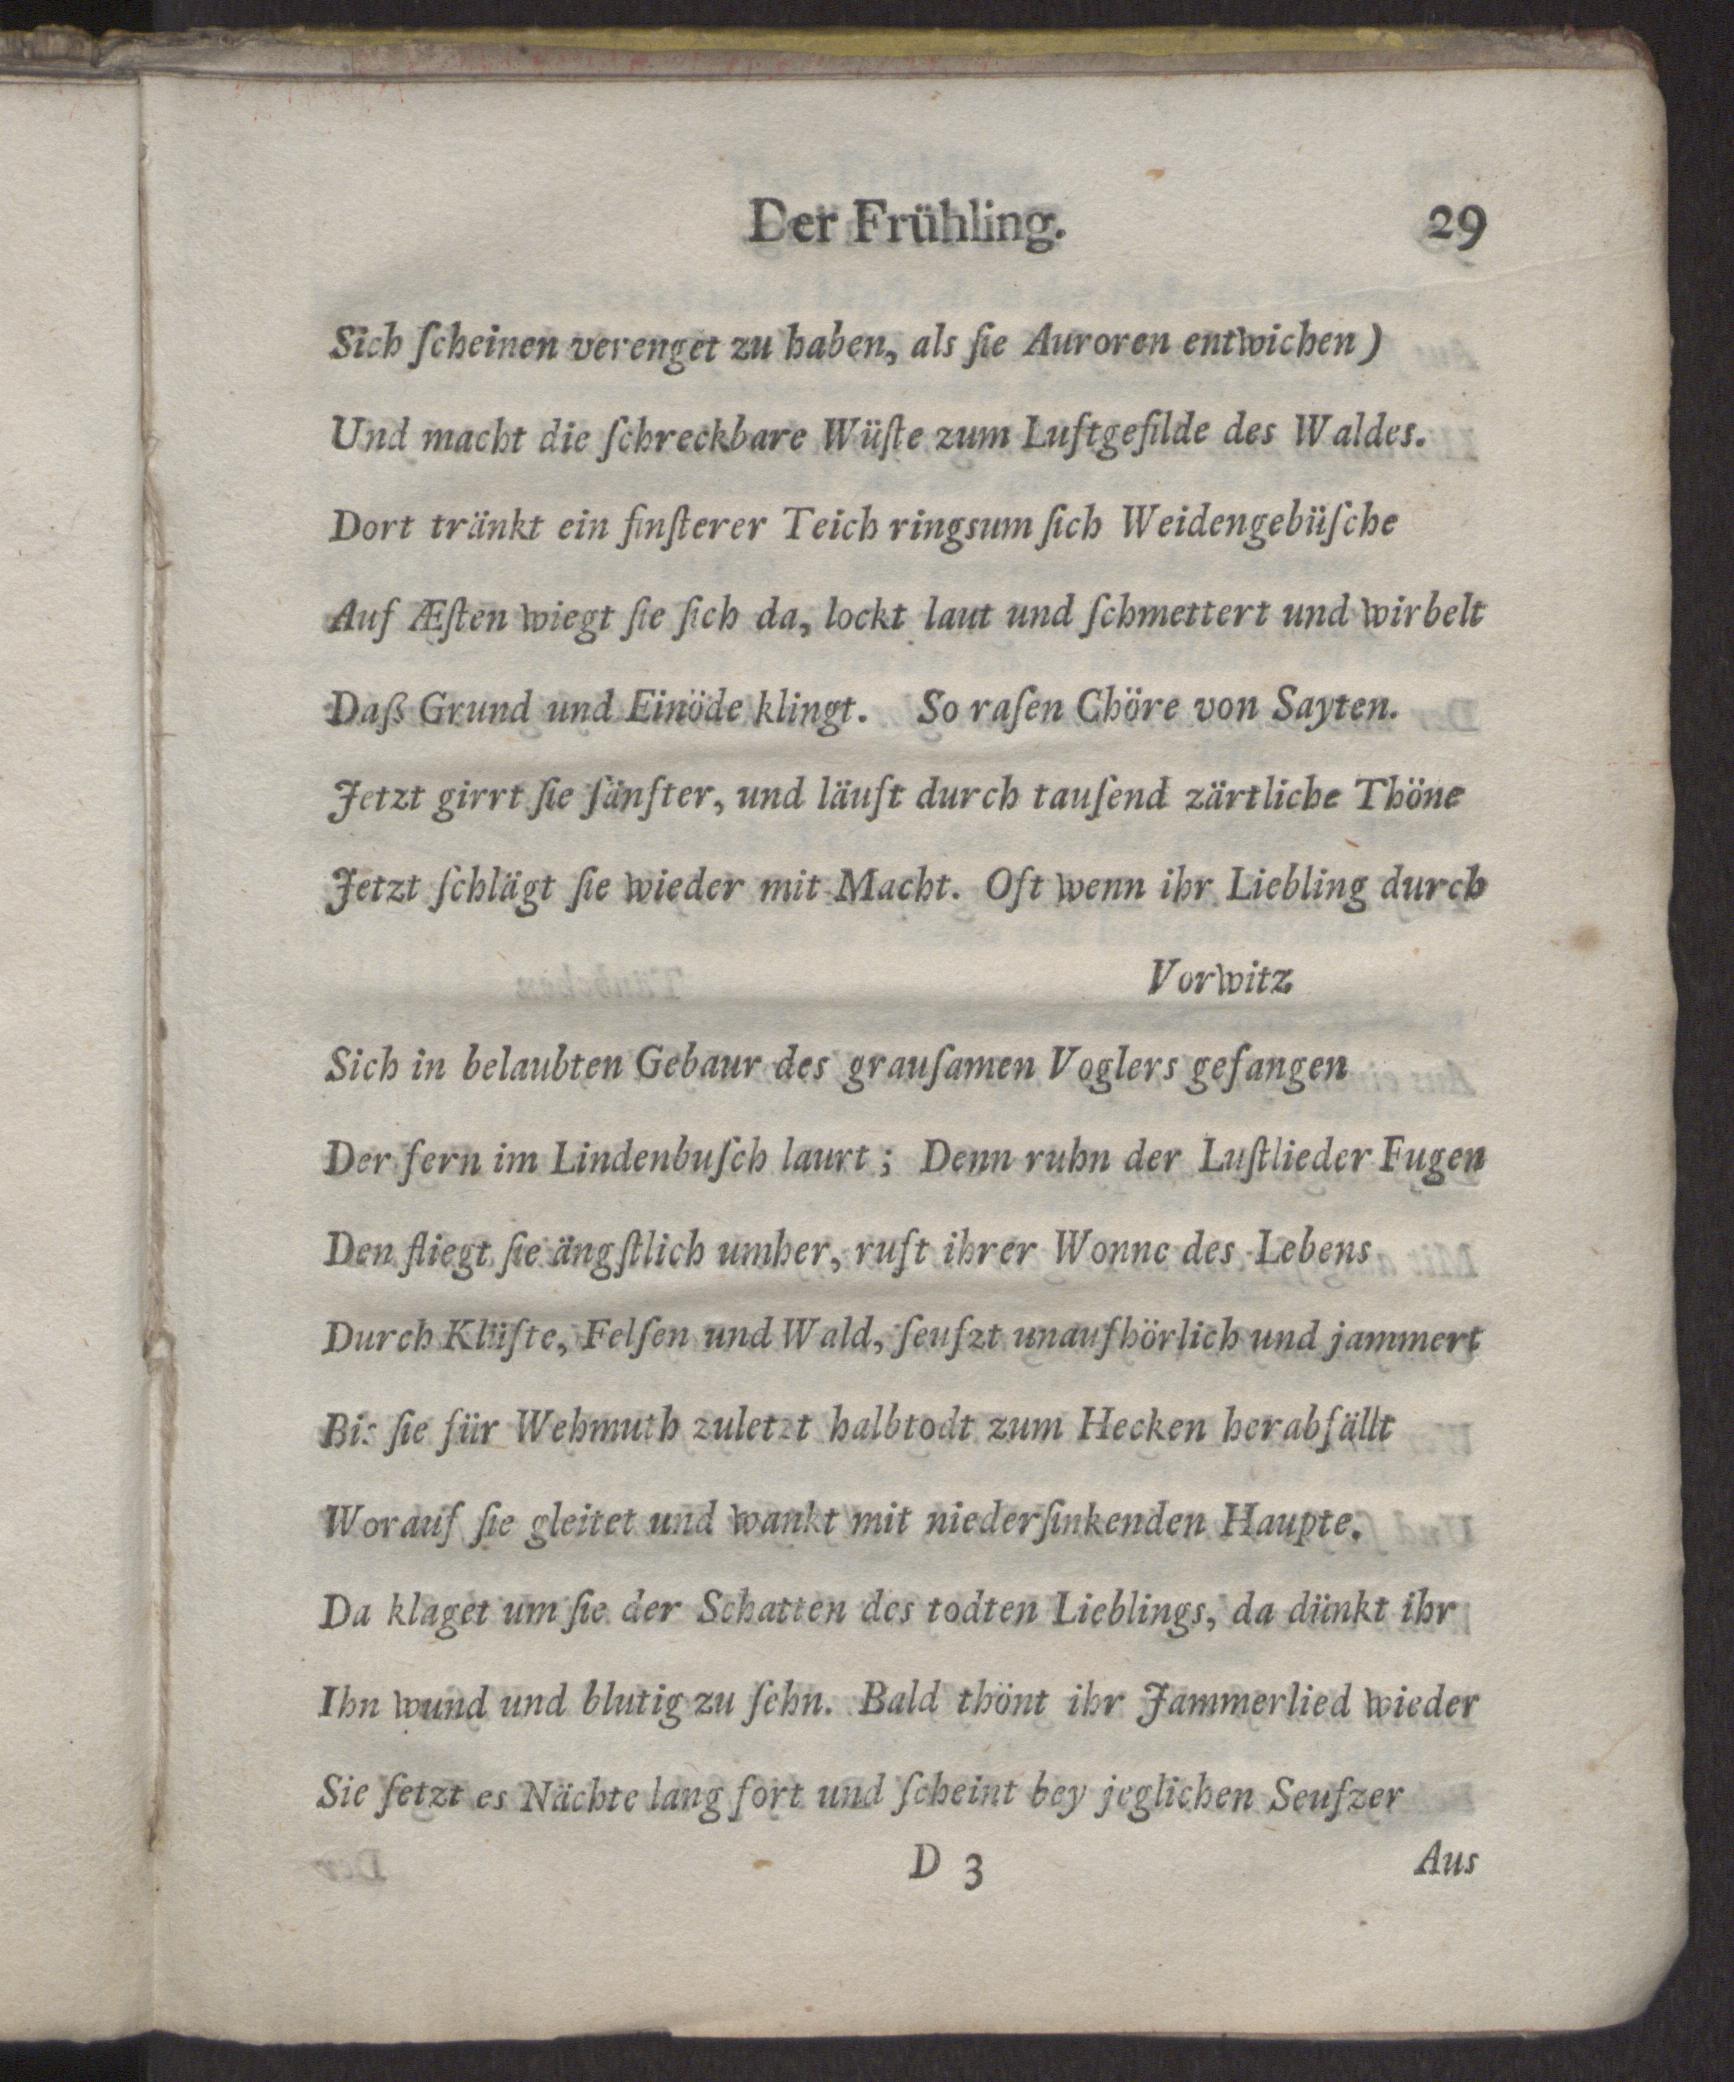 Der Frühling. 29
Sich ſcheinen verenget zu haben, als ſie Auroren entwichen)
Und macht die ſchreckbare Wüſte zum Luftgefilde des Waldes.
Dort tränkt ein finſterer Teich ringsum ſich Weidengebüſche
Auf Æſten wiegt ſie ſich da, lockt laut und ſchmettert und wirbelt
Daß Grund und Einöde klingt. So raſen Chöre von Sayten.
Jetzt girrt ſie ſänfter, und läuft durch tauſend zärtliche Thöne
Jetzt ſchlägt ſie wieder mit Macht. Oft wenn ihr Liebling durch
Vorwitz
Sich in belaubten Gebaur des grauſamen Voglers gefangen
Der fern im Lindenbuſch laurt; Denn ruhn der Luſtlieder Fugen
Den fliegt ſie ängſtlich umher, ruft ihrer Wonne des Lebens
Durch Klüfte, Felſen und Wald, ſeufzt unaufhörlich und jammert
Bis ſie für Wehmuth zuletzt halbtodt zum Hecken herabfällt
Worauf ſie gleitet und wankt mit niederſinkenden Haupte.
Da klaget um ſie der Schatten des todten Lieblings, da dünkt ihr
Ihn wund und blutig zu ſehn. Bald thönt ihr Jammerlied wieder
Sie ſetzt es Nächte lang fort und ſcheint bey jeglichen Seufzer
D 3 Aus